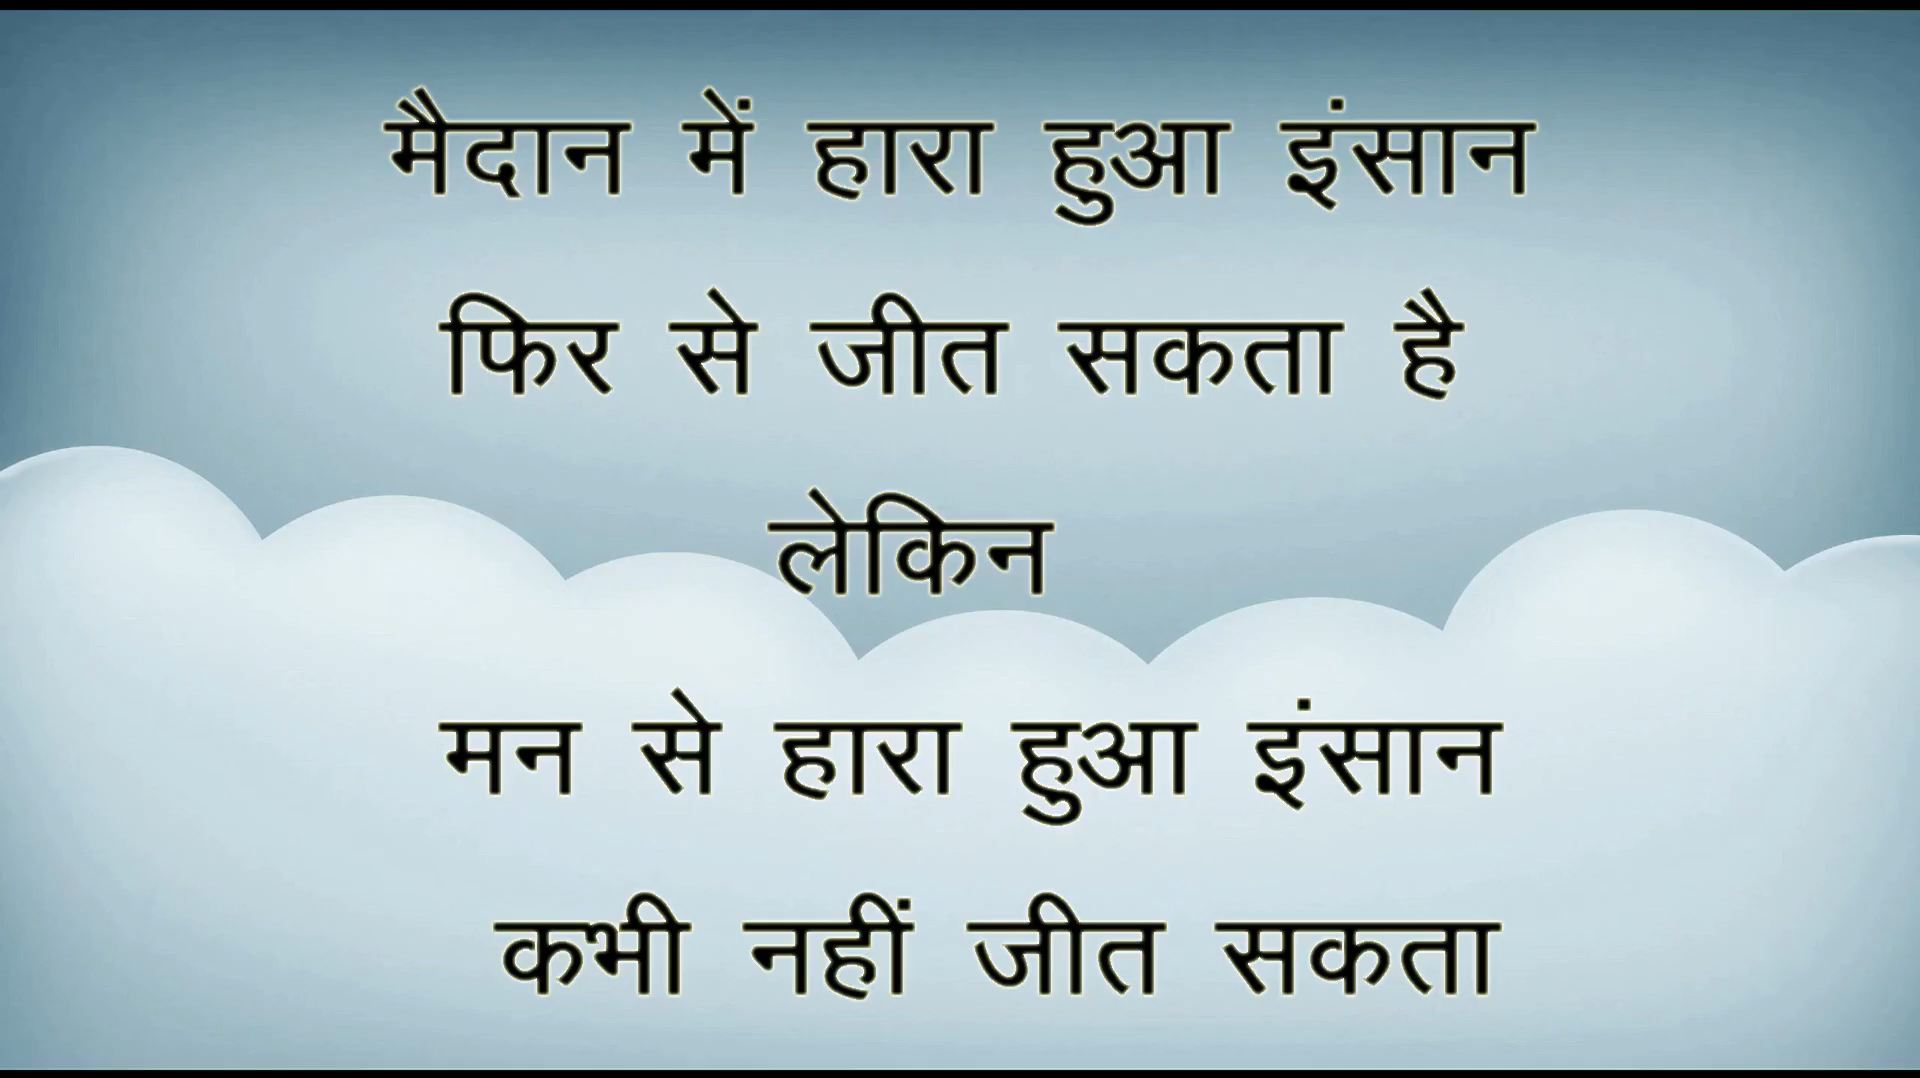 मैदान में हारा हुआ इंसान
फिर से जीत सकता है
लेकिन
मन से हारा हुआ इंसान
कभी नहीं जीत सकता